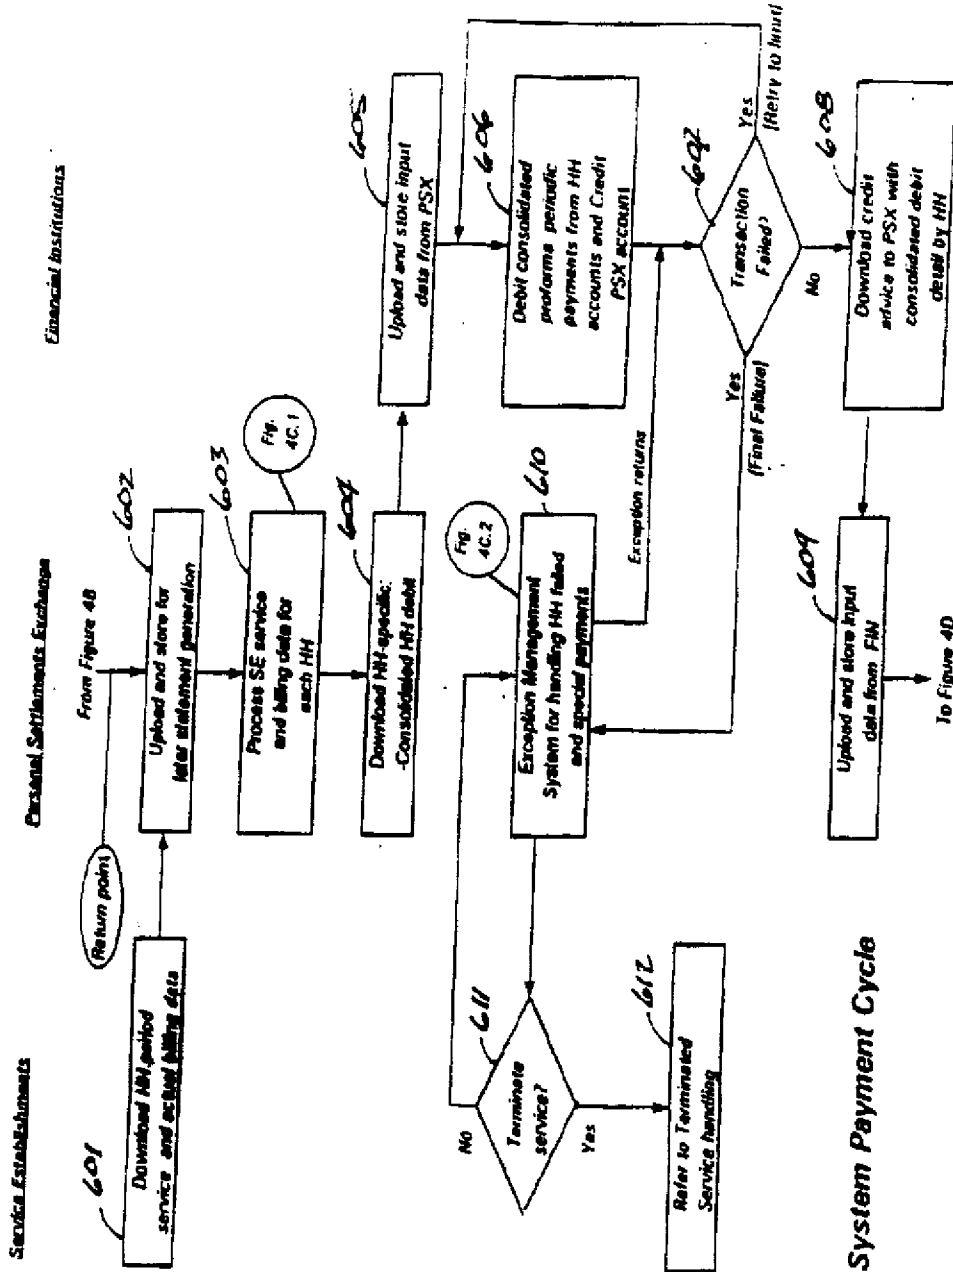 Service Establishments
Personal Settlements Exchange
Financial Institutions
601
Download HH-period
service and actual billing data
Return point
From Figure 4B
602
Upload and store for
later statement generation
603
Process SE service
and billing data for
each HH
Fig.
4C.1
604
Download HH-specific:
-Consolidated HH debit
605
Upload and store input
data from PSX
606
Debit consolidated
proforma periodic
payments from HH
accounts and Credit
PSX account
607
Transaction
Failed?
Yes
(Retry to limit)
Yes
(Final Failure)
No
608
Download credit
advice to PSX with
consolidated debit
detail by HH
609
Upload and store input
data from FIN
To Figure 4D
Fig.
4C.2
610
Exception Management
System for handling HH failed
and special payments
Exception returns
611
Terminate
service?
No
Yes
612
Refer to Terminated
Service handling
System Payment Cycle